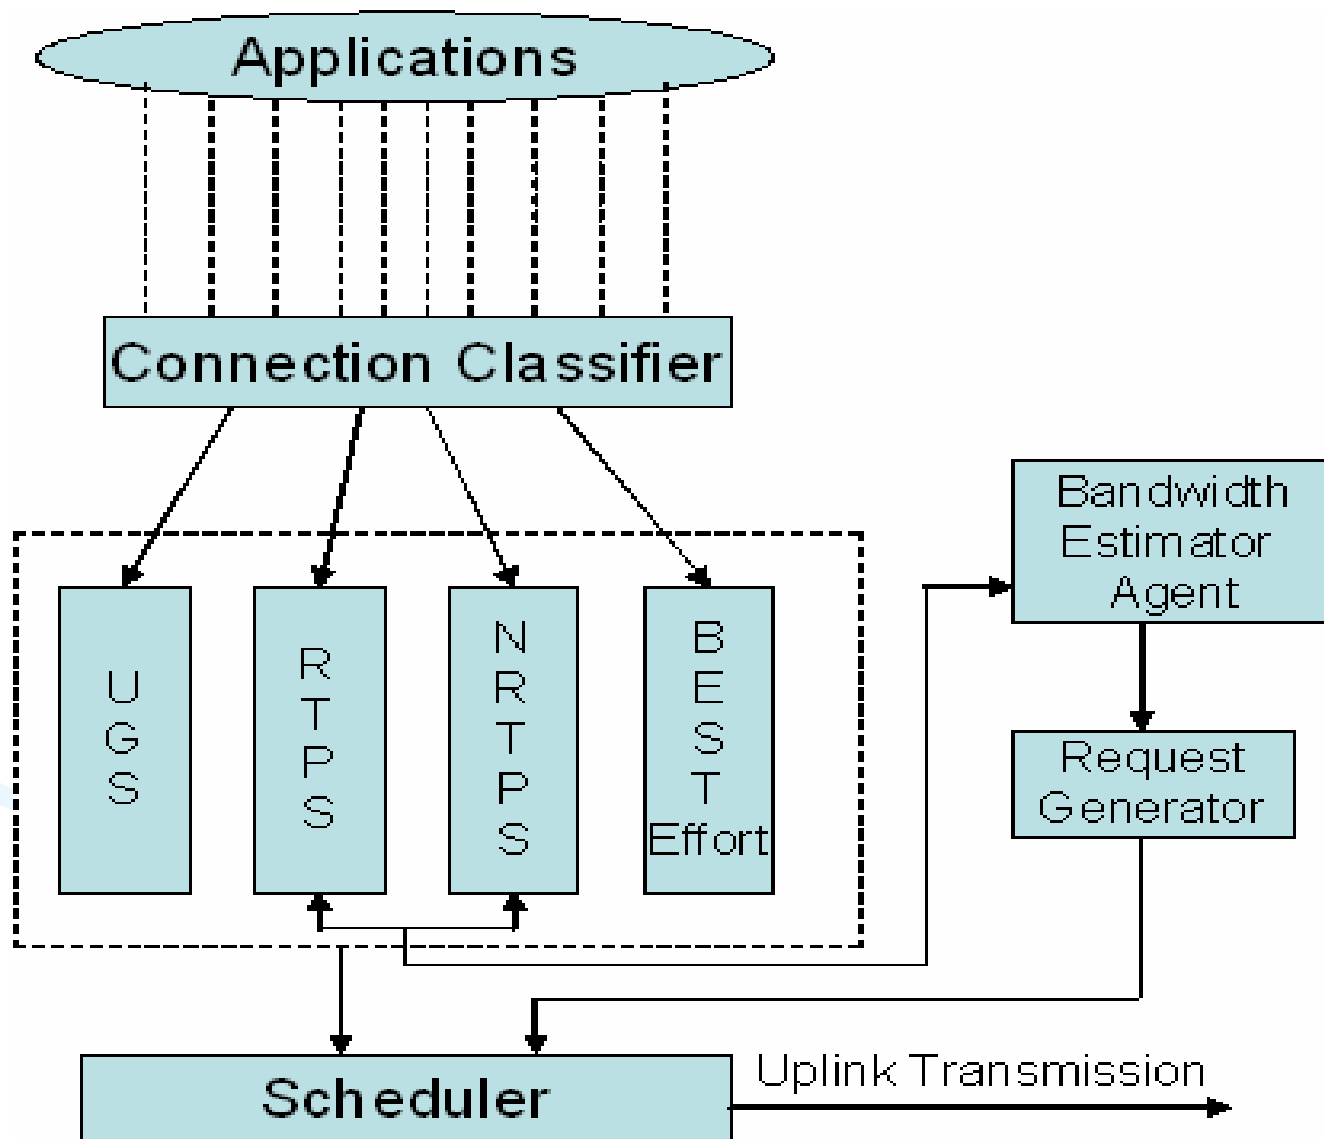 Applications
Connection Classifier
UGS
RTPS
NRTPS
BEST
Effort
Bandwidth
Estimator
Agent
Request
Generator
Scheduler
Uplink Transmission